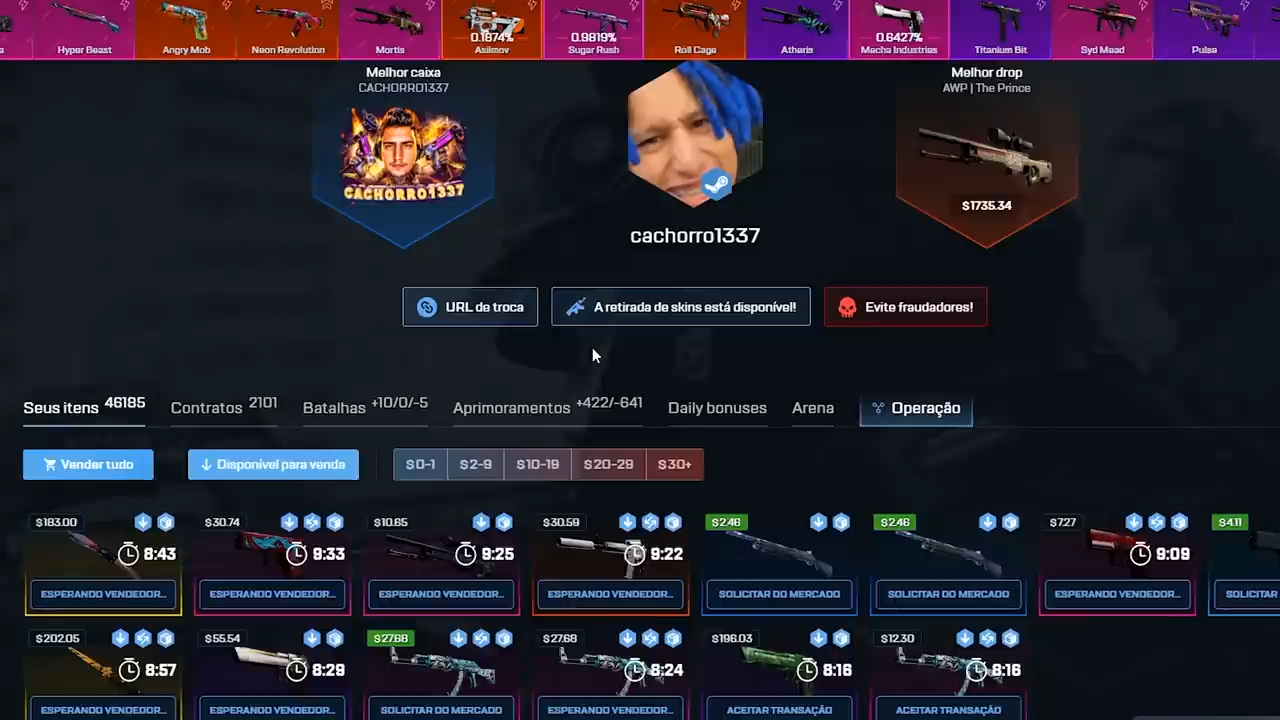 a
Hyper Beast
Angry Mob
Neon Revolution
Mortis
0.1874%
Asiimov
0.9819%
Sugar Rush
Roll Cage
Atheris
0.6427%
Mecha Industries
Titanium Bit
Syd Mead
Pulse
Melhor caixa
CACHORRO1337
CACHORRO1337
cachorro1337
Melhor drop
AWP | The Prince
$1735.34
URL de troca
A retirada de skins está disponível!
Evite fraudadores!
Seus itens 46185
Contratos 2101
Batalhas +10/0/-5
Aprimoramentos +422/-641
Daily bonuses
Arena
Operação
Vender tudo
Disponível para venda
$0-1
$2-9
$10-19
$20-29
$30+
$183.00
8:43
ESPERANDO VENDEDOR...
$30.74
9:33
ESPERANDO VENDEDOR...
$10.65
9:25
ESPERANDO VENDEDOR...
$30.59
9:22
ESPERANDO VENDEDOR...
$2.46
SOLICITAR DO MERCADO
$2.46
SOLICITAR DO MERCADO
$7.27
9:09
ESPERANDO VENDEDOR...
$4.11
SOLICITAR
$202.05
8:57
ESPERANDO VENDEDOR...
$55.54
8:29
ESPERANDO VENDEDOR...
$27.68
SOLICITAR DO MERCADO
$27.68
8:24
ESPERANDO VENDEDOR...
$196.03
8:16
ACEITAR TRANSAÇÃO
$12.30
8:16
ACEITAR TRANSAÇÃO